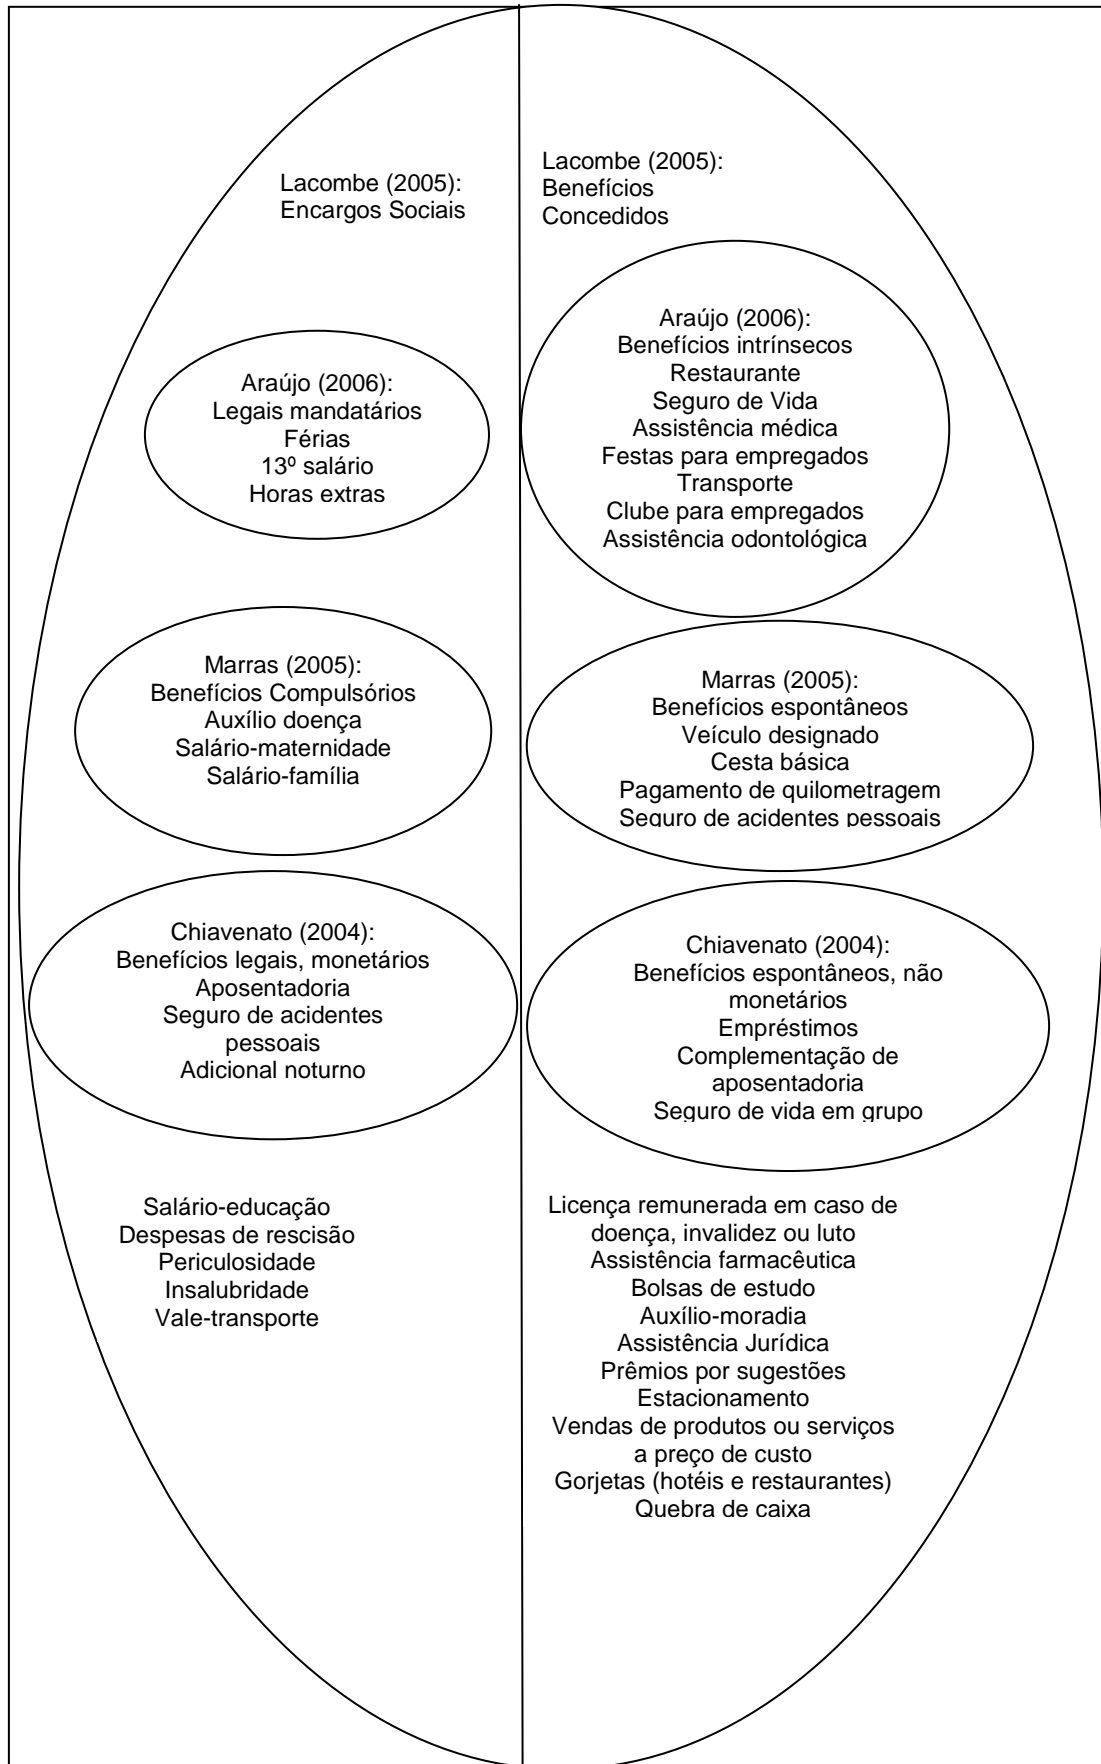 Lacombe (2005):
Encargos Sociais
Araújo (2006):
Legais mandatários
Férias
13º salário
Horas extras
Marras (2005):
Benefícios Compulsórios
Auxílio doença
Salário-maternidade
Salário-família
Chiavenato (2004):
Benefícios legais, monetários
Aposentadoria
Seguro de acidentes
pessoais
Adicional noturno
Salário-educação
Despesas de rescisão
Periculosidade
Insalubridade
Vale-transporte
Lacombe (2005):
Benefícios
Concedidos
Araújo (2006):
Benefícios intrínsecos
Restaurante
Seguro de Vida
Assistência médica
Festas para empregados
Transporte
Clube para empregados
Assistência odontológica
Marras (2005):
Benefícios espontâneos
Veículo designado
Cesta básica
Pagamento de quilometragem
Seguro de acidentes pessoais
Chiavenato (2004):
Benefícios espontâneos, não
monetários
Empréstimos
Complementação de
aposentadoria
Seguro de vida em grupo
Licença remunerada em caso de
doença, invalidez ou luto
Assistência farmacêutica
Bolsas de estudo
Auxílio-moradia
Assistência Jurídica
Prêmios por sugestões
Estacionamento
Vendas de produtos ou serviços
a preço de custo
Gorjetas (hotéis e restaurantes)
Quebra de caixa